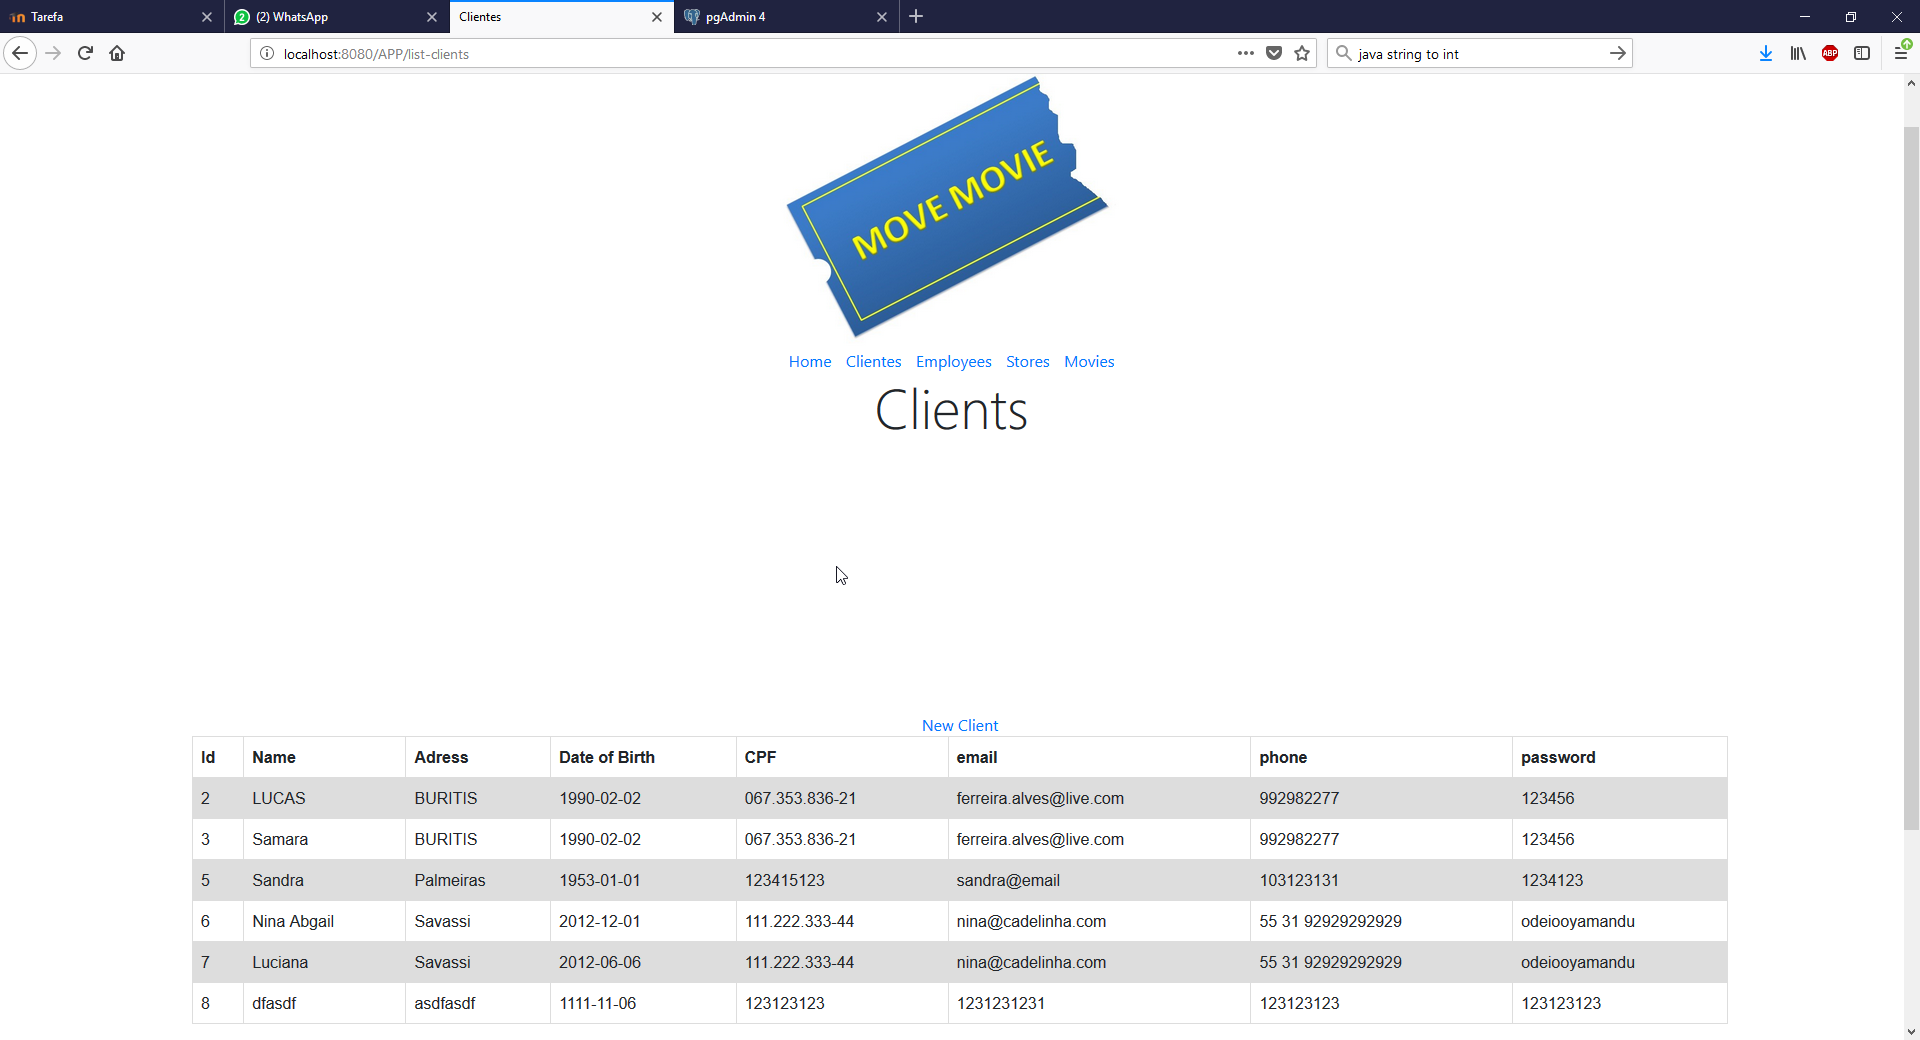 Tarefa (2) WhatsApp Clientes pgAdmin 4
localhost:8080/APP/list-clients java string to int ABP
MOVE MOVIE
Home Clientes Employees Stores Movies
Clients
New Client
Id Name Adress Date of Birth CPF email phone password
2 LUCAS BURITIS 1990-02-02 067.353.836-21 ferreira.alves@live.com 992982277 123456
3 Samara BURITIS 1990-02-02 067.353.836-21 ferreira.alves@live.com 992982277 123456
5 Sandra Palmeiras 1953-01-01 123415123 sandra@email 103123131 1234123
6 Nina Abgail Savassi 2012-12-01 111.222.333-44 nina@cadelinha.com 55 31 92929292929 odeiooyamandu
7 Luciana Savassi 2012-06-06 111.222.333-44 nina@cadelinha.com 55 31 92929292929 odeiooyamandu
8 dfasdf asdfasdf 1111-11-06 123123123 1231231231 123123123 123123123